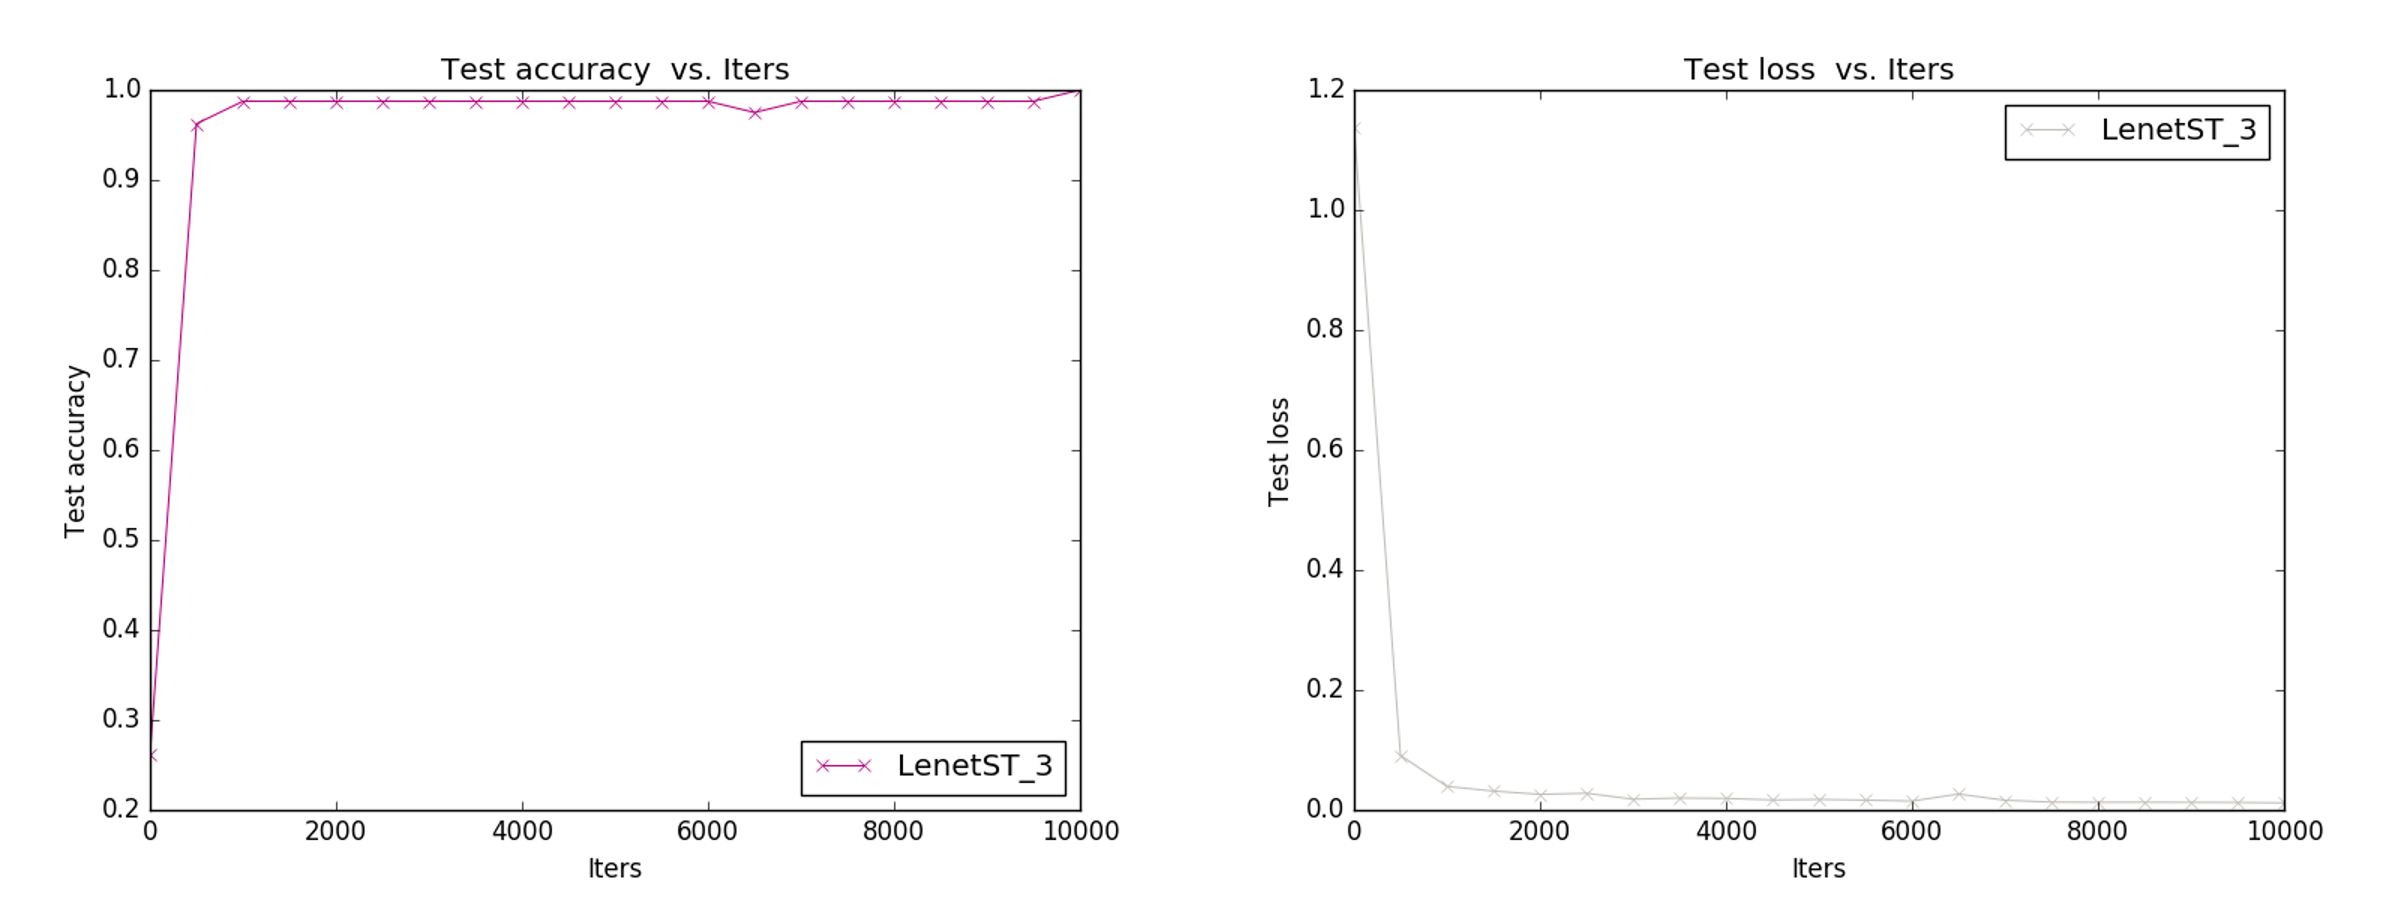 Test accuracy  vs. Iters
1.0
0.9
0.8
0.7
0.6
0.5
0.4
0.3
0.2
Test accuracy
LenetST_3
0 2000 4000 6000 8000 10000
Iters
Test loss  vs. Iters
1.2
1.0
0.8
0.6
0.4
0.2
0.0
Test loss
LenetST_3
0 2000 4000 6000 8000 10000
Iters